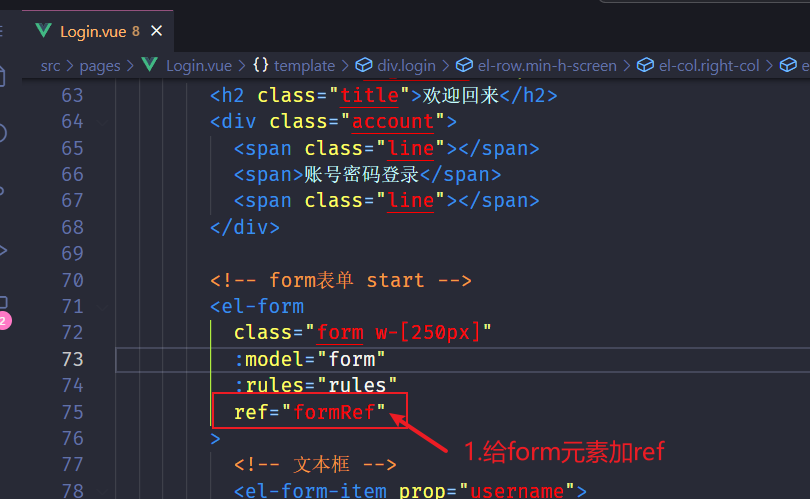 Login.vue 8 ×
src > pages > Login.vue > {} template > div.login > el-row.min-h-screen > el-col.right-col >
63 <h2 class="title">欢迎回来</h2>
64 <div class="account">
65 <span class="line"></span>
66 <span>账号密码登录</span>
67 <span class="line"></span>
68 </div>
69
70 <!-- form表单 start -->
71 <el-form
72 class="form w-[250px]"
73 :model="form"
74 :rules="rules"
75 ref="formRef"
76 >
1.给form元素加ref
77 <!-- 文本框 -->
78 <el-form-item prop="username">
2